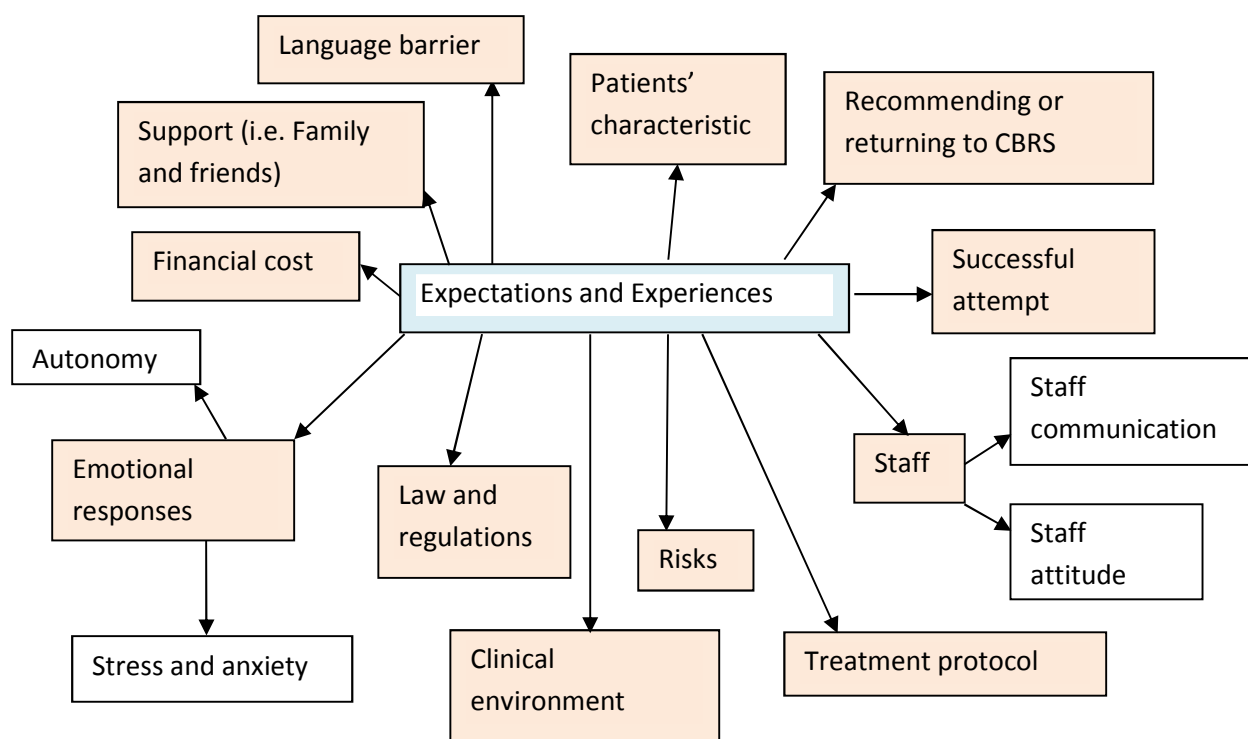 Language barrier
Patients’
characteristic
Recommending or
returning to CBRS
Support (i.e. Family
and friends)
Financial cost
Successful
attempt
Expectations and Experiences
Autonomy
Staff
communication
Emotional
responses
Law and
regulations
Staff
Risks
Staff
attitude
Stress and anxiety
Clinical
environment
Treatment protocol